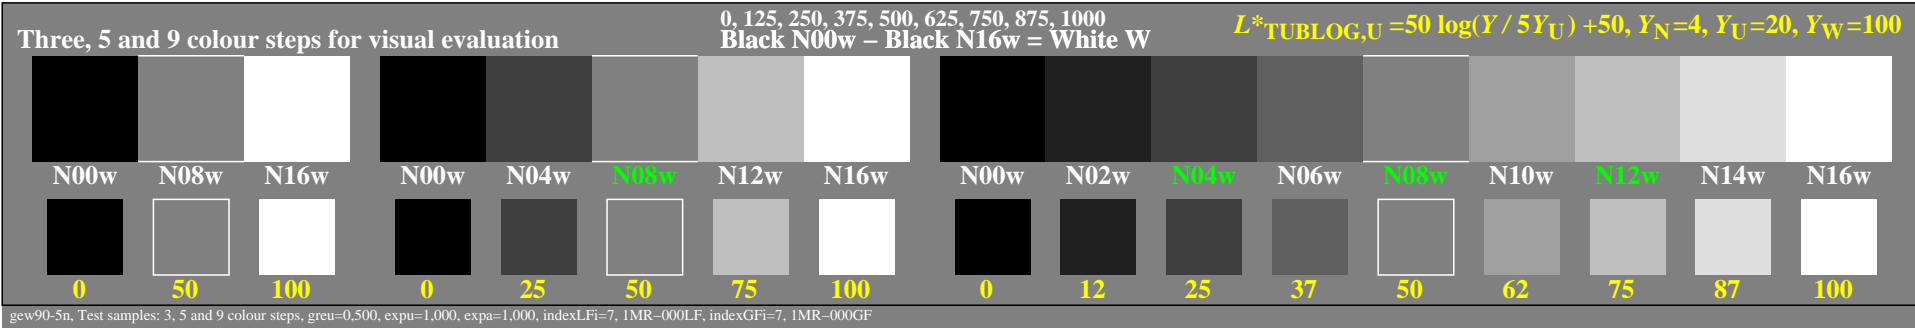 Three, 5 and 9 colour steps for visual evaluation
0, 125, 250, 375, 500, 625, 750, 875, 1000
Black N00w – Black N16w = White W
L*TUBLOG,U =50 log(Y / 5YU) +50, YN=4, YU=20, YW=100
N00w N08w N16w N00w N04w N08w N12w N16w N00w N02w N04w N06w N08w N10w N12w N14w N16w
0 50 100 0 25 50 75 100 0 12 25 37 50 62 75 87 100
gew90-5n, Test samples: 3, 5 and 9 colour steps, greu=0,500, expu=1,000, expa=1,000, indexLFi=7, 1MR–000LF, indexGFi=7, 1MR–000GF